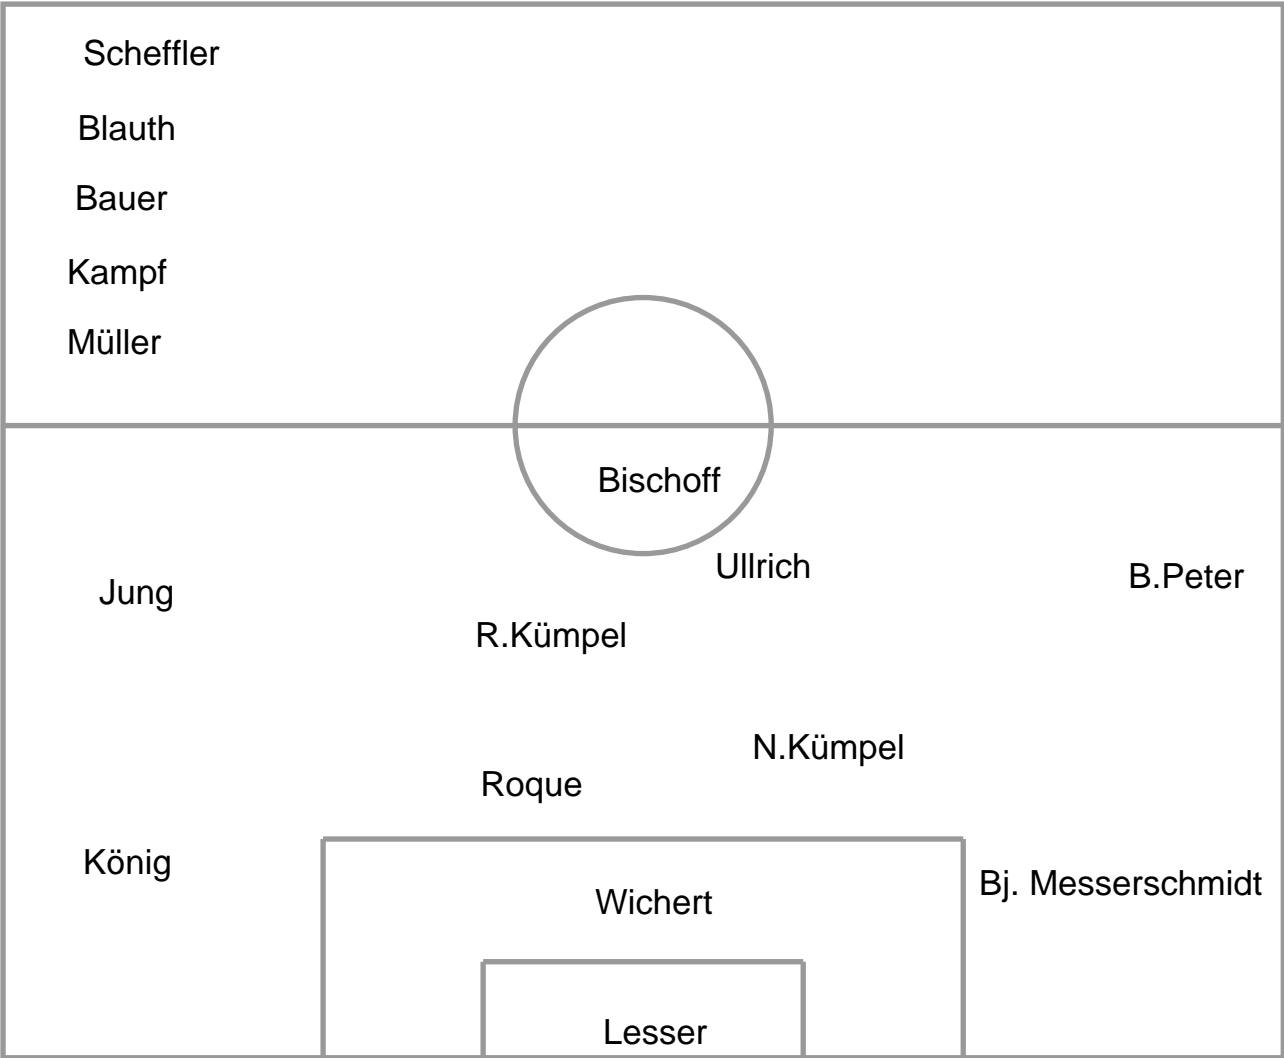 Scheffler
Blauth
Bauer
Kampf
Müller
Bischoff
Ullrich
B.Peter
Jung
R.Kümpel
N.Kümpel
Roque
König
Bj. Messerschmidt
Wichert
Lesser